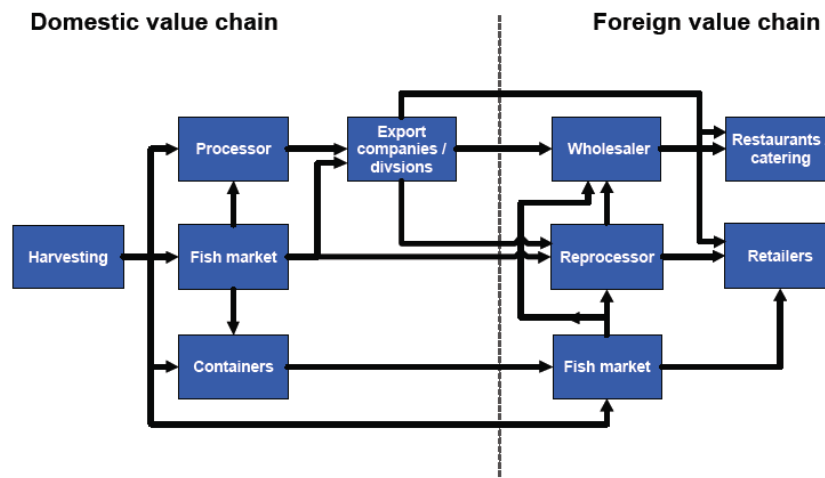 Domestic value chain
Foreign value chain
Processor
Export
companies /
divsions
Wholesaler
Restaurants
catering
Harvesting
Fish market
Reprocessor
Retailers
Containers
Fish market